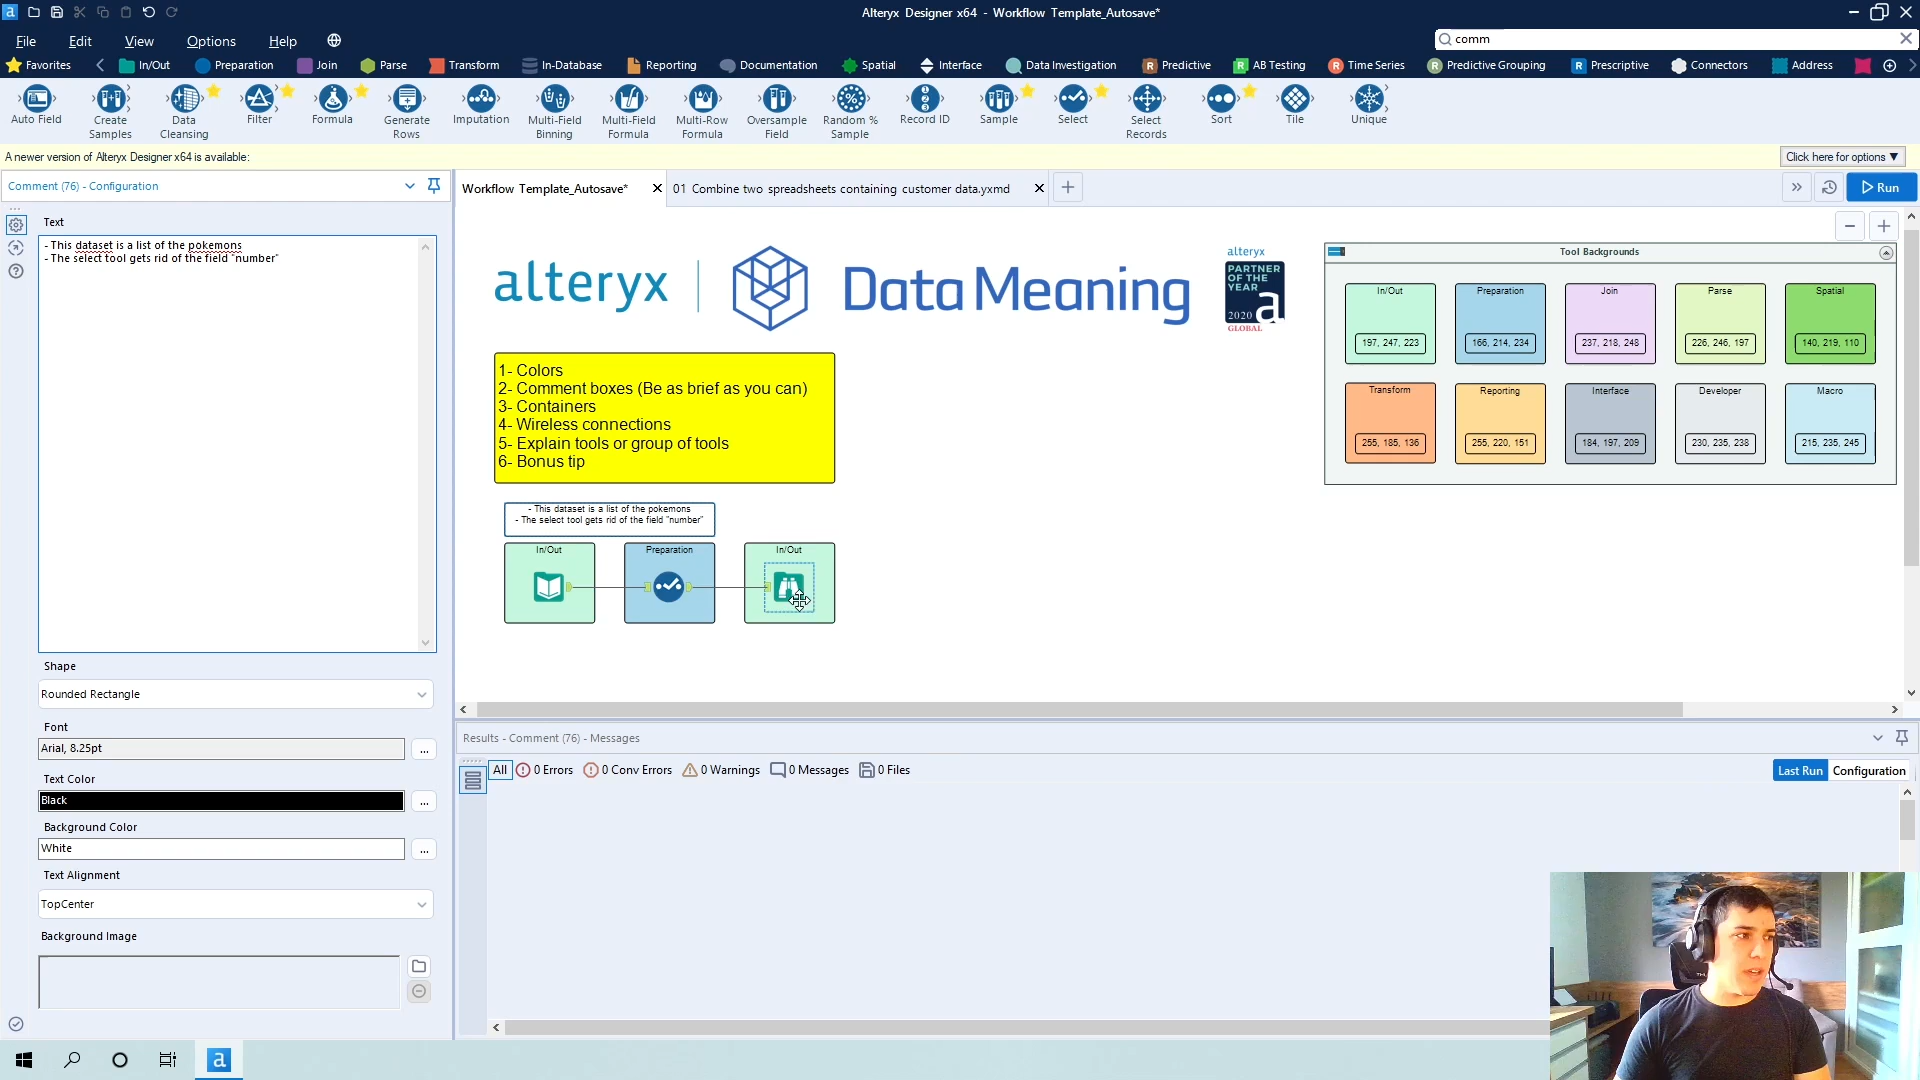 Alteryx Designer x64 - Workflow Template_Autosave*
File Edit View Options Help
comm
Favorites In/Out Preparation Join Parse Transform In-Database Reporting Documentation Spatial Interface Data Investigation Predictive AB Testing Time Series Predictive Grouping Prescriptive Connectors Address
Auto Field Create Samples Data Cleansing Filter Formula Generate Rows Imputation Multi-Field Binning Multi-Field Formula Multi-Row Formula Oversample Field Random % Sample Record ID Sample Select Select Records Sort Tile Unique
A newer version of Alteryx Designer x64 is available:
Click here for options ▼
Comment (76) - Configuration
Text
- This dataset is a list of the pokemons
- The select tool gets rid of the field "number"
Shape
Rounded Rectangle
Font
Arial, 8.25pt
...
Text Color
Black
...
Background Color
White
...
Text Alignment
TopCenter
Background Image
Workflow Template_Autosave*
01 Combine two spreadsheets containing customer data.yxmd
Run
alteryx
Data Meaning
alteryx
PARTNER
OF THE
YEAR
2020 a
GLOBAL
1- Colors
2- Comment boxes (Be as brief as you can)
3- Containers
4- Wireless connections
5- Explain tools or group of tools
6- Bonus tip
- This dataset is a list of the pokemons
- The select tool gets rid of the field "number"
In/Out Preparation In/Out
Tool Backgrounds
In/Out Preparation Join Parse Spatial
197, 247, 223 166, 214, 234 237, 218, 248 226, 246, 197 140, 219, 110
Transform Reporting Interface Developer Macro
255, 185, 136 255, 220, 151 184, 197, 209 230, 235, 238 215, 235, 245
Results - Comment (76) - Messages
All 0 Errors 0 Conv Errors 0 Warnings 0 Messages 0 Files
Last Run Configuration